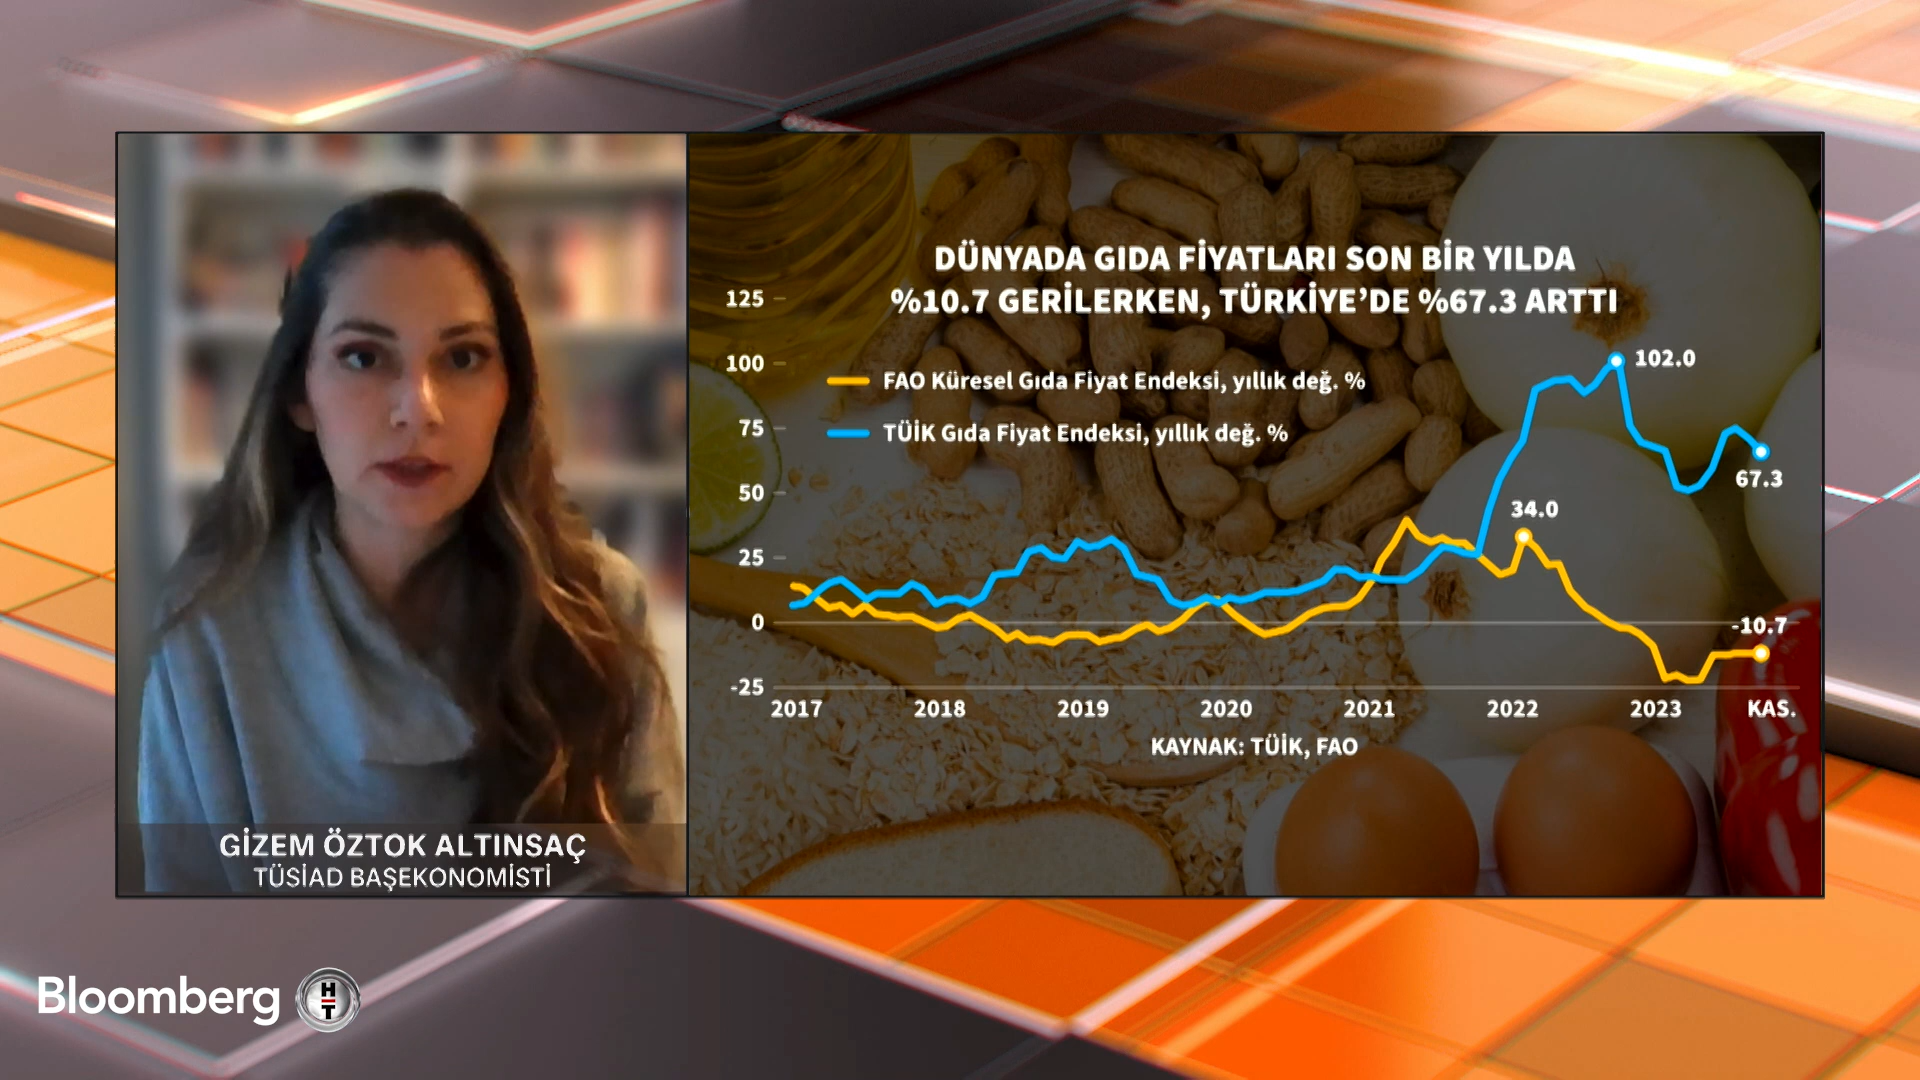 DÜNYADA GIDA FİYATLARI SON BİR YILDA
%10.7 GERİLERKEN, TÜRKİYE’DE %67.3 ARTTI
FAO Küresel Gıda Fiyat Endeksi, yıllık değ. %
TÜİK Gıda Fiyat Endeksi, yıllık değ. %
125
100
75
50
25
0
-25
102.0
67.3
34.0
-10.7
2017 2018 2019 2020 2021 2022 2023 KAS.
KAYNAK: TÜİK, FAO
GİZEM ÖZTOK ALTINSAÇ
TÜSİAD BAŞEKONOMİSTİ
Bloomberg HT